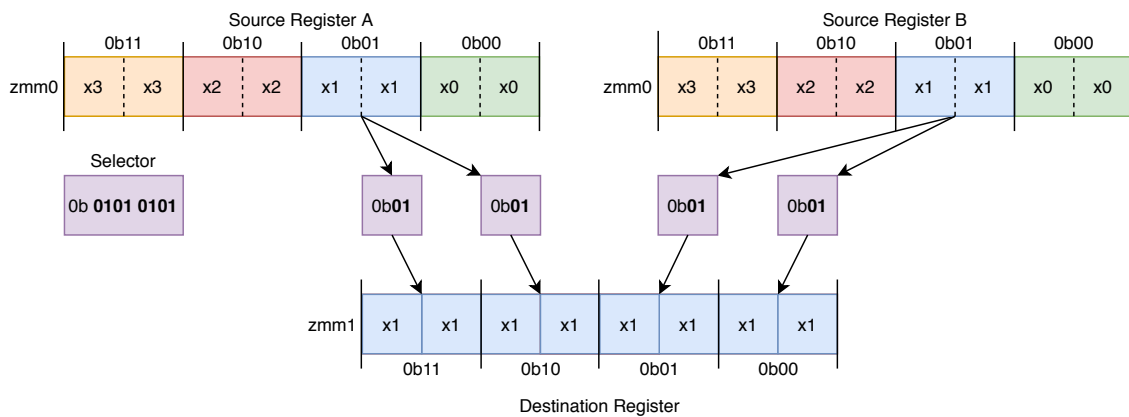 Source Register A Source Register B
0b11 0b10 0b01 0b00 0b11 0b10 0b01 0b00
zmm0 x3 x3 x2 x2 x1 x1 x0 x0 zmm0 x3 x3 x2 x2 x1 x1 x0 x0
Selector
0b 0101 0101 0b01 0b01 0b01 0b01
zmm1 x1 x1 x1 x1 x1 x1 x1 x1
0b11 0b10 0b01 0b00
Destination Register